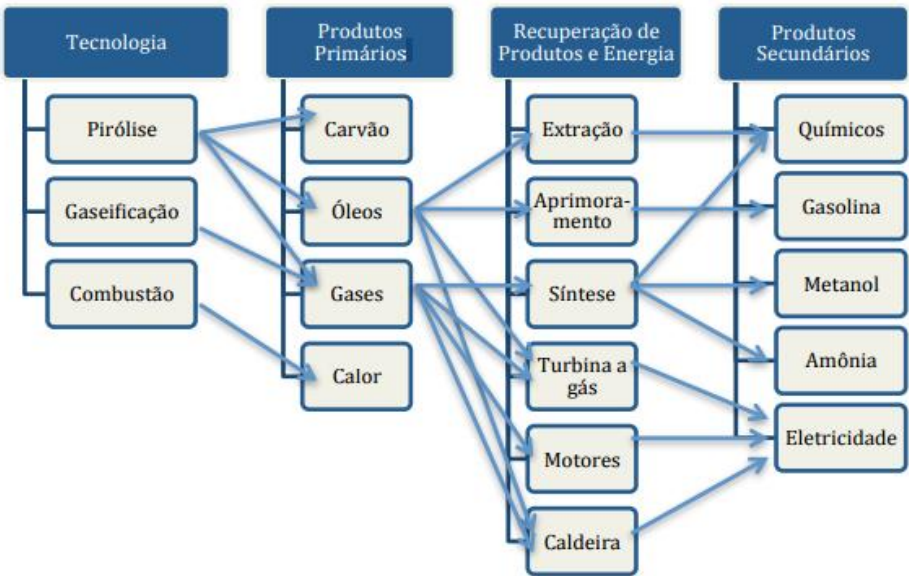 Tecnologia
Pirólise
Gaseificação
Combustão
Produtos
Primários
Carvão
Óleos
Gases
Calor
Recuperação de
Produtos e Energia
Extração
Aprimora-
mento
Síntese
Turbina a
gás
Motores
Caldeira
Produtos
Secundários
Químicos
Gasolina
Metanol
Amônia
Eletricidade